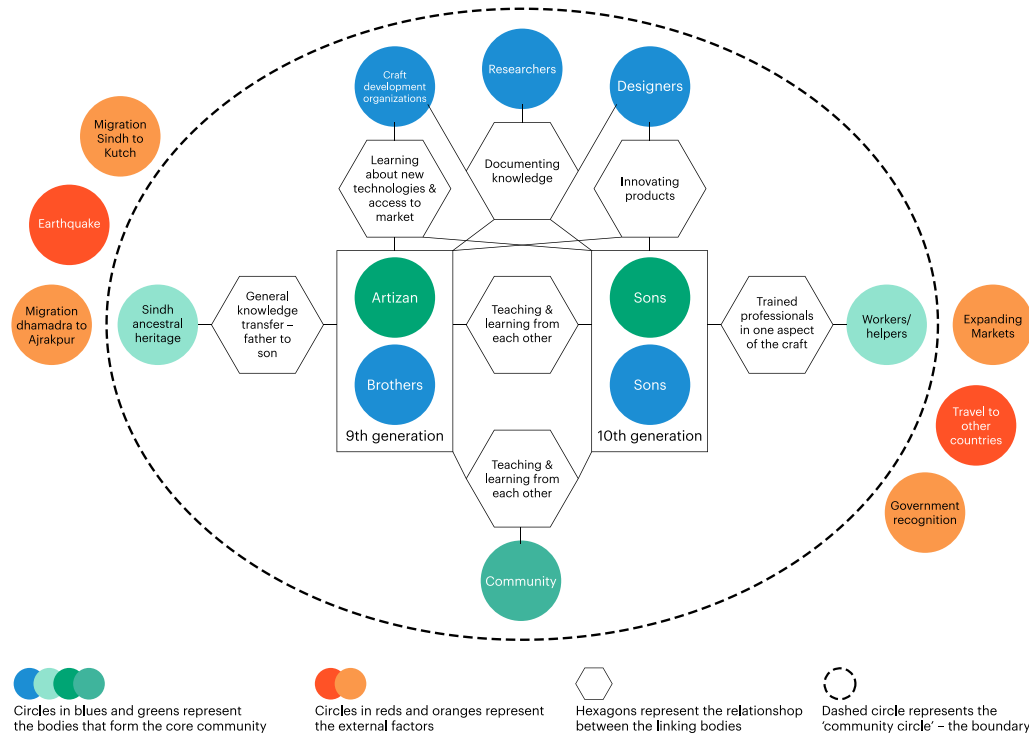 Craft
development
organizations
Researchers
Designers
Migration
Sindh to
Kutch
Learning
about new
technologies &
access to
market
Documenting
knowledge
Innovating
products
Earthquake
Migration
dhamadra to
Ajrakpur
Sindh
ancestral
heritage
General
knowledge
transfer –
father to
son
Artizan
Brothers
9th generation
Teaching &
learning from
each other
Sons
Sons
10th generation
Trained
professionals
in one aspect
of the craft
Workers/
helpers
Expanding
Markets
Travel to
other
countries
Government
recognition
Teaching &
learning from
each other
Community
Circles in blues and greens represent
the bodies that form the core community
Circles in reds and oranges represent
the external factors
Hexagons represent the relationshop
between the linking bodies
Dashed circle represents the
‘community circle’ – the boundary